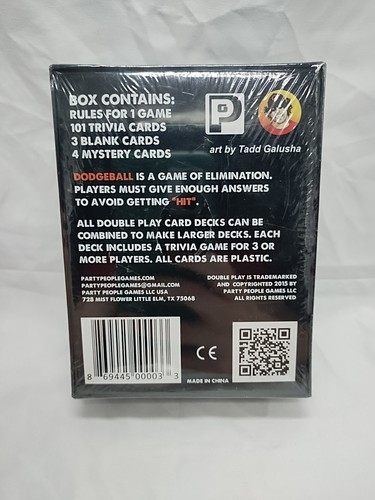 BOX CONTAINS:
RULES FOR 1 GAME
101 TRIVIA CARDS
3 BLANK CARDS
4 MYSTERY CARDS
P
art by Tadd Galusha
DODGEBALL IS A GAME OF ELIMINATION.
PLAYERS MUST GIVE ENOUGH ANSWERS
TO AVOID GETTING "HIT".
ALL DOUBLE PLAY CARD DECKS CAN BE
COMBINED TO MAKE LARGER DECKS. EACH
DECK INCLUDES A TRIVIA GAME FOR 3 OR
MORE PLAYERS. ALL CARDS ARE PLASTIC.
PARTYPEOPLEGAMES.COM
PARTYPEOPLEGAMES@GMAIL.COM
PARTY PEOPLE GAMES LLC USA
728 MIST FLOWER LITTLE ELM, TX 75068
DOUBLE PLAY IS TRADEMARKED
AND COPYRIGHTED 2015 BY
PARTY PEOPLE GAMES LLC
ALL RIGHTS RESERVED
8 69445 00003 3
CE
MADE IN CHINA